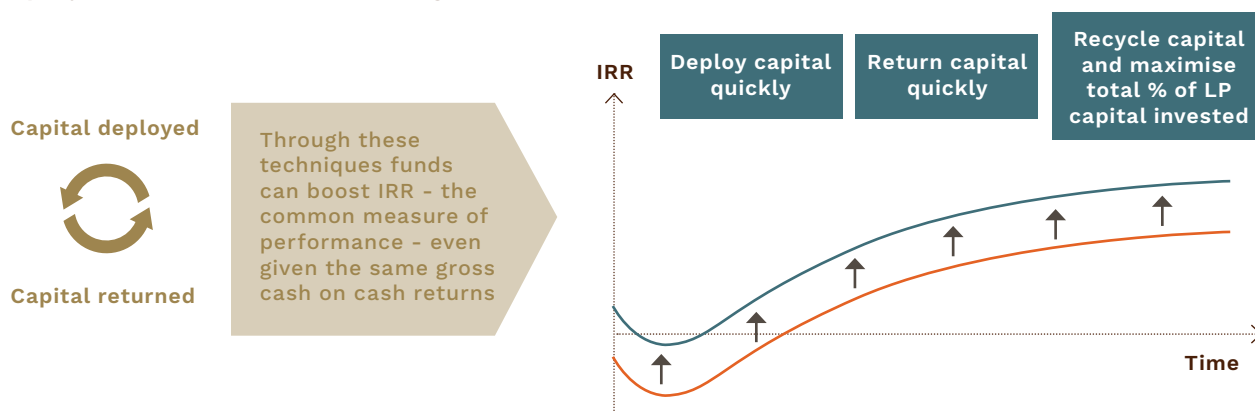 Capital deployed
Capital returned
Through these
techniques funds
can boost IRR - the
common measure of
performance - even
given the same gross
cash on cash returns
IRR
Deploy capital
quickly
Return capital
quickly
Recycle capital
and maximise
total % of LP
capital invested
Time